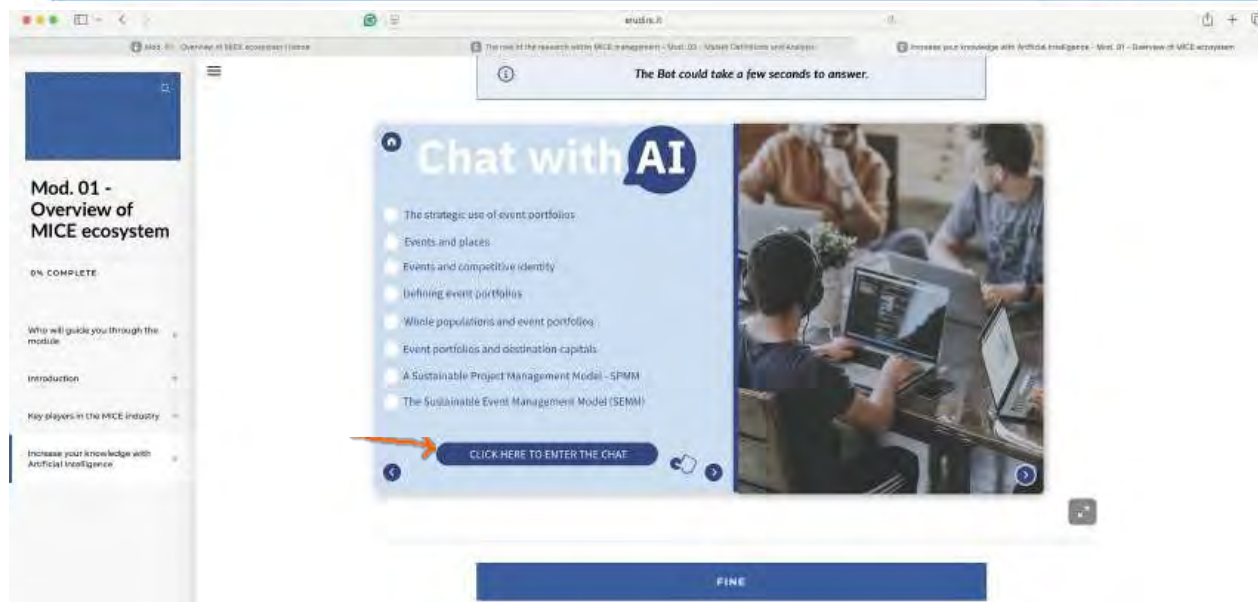 erudire.it
Mod. 01 - Overview of MICE ecosystem | Home
The role of the research within MICE management - Mod. 03 - Market Definitions and Analysis
Increase your knowledge with Artificial Intelligence - Mod. 01 - Overview of MICE ecosystem
The Bot could take a few seconds to answer.
Mod. 01 -
Overview of
MICE ecosystem
0% COMPLETE
Who will guide you through the
module
Introduction
Key players in the MICE industry
Increase your knowledge with
Artificial Intelligence
Chat with AI
The strategic use of event portfolios
Events and places
Events and competitive identity
Defining event portfolios
Whole populations and event portfolios
Event portfolios and destination capitals
A Sustainable Project Management Model - SPMM
The Sustainable Event Management Model (SEMM)
CLICK HERE TO ENTER THE CHAT
FINE